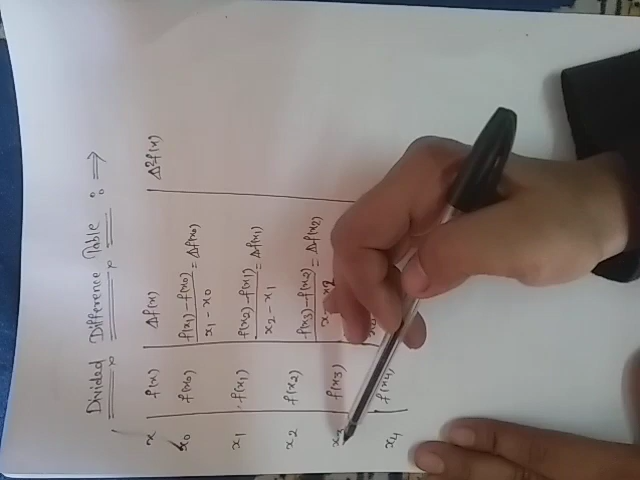 Divided Difference Table : ⇒
x f(x) Δf(x) Δ²f(x)
x₀ f(x₀)
f(x₁) - f(x₀) / x₁ - x₀ = Δf(x₀)
x₁ f(x₁)
f(x₂) - f(x₁) / x₂ - x₁ = Δf(x₁)
x₂ f(x₂)
f(x₃) - f(x₂) / x₃ - x₂ = Δf(x₂)
x₃ f(x₃)
x₄ f(x₄)